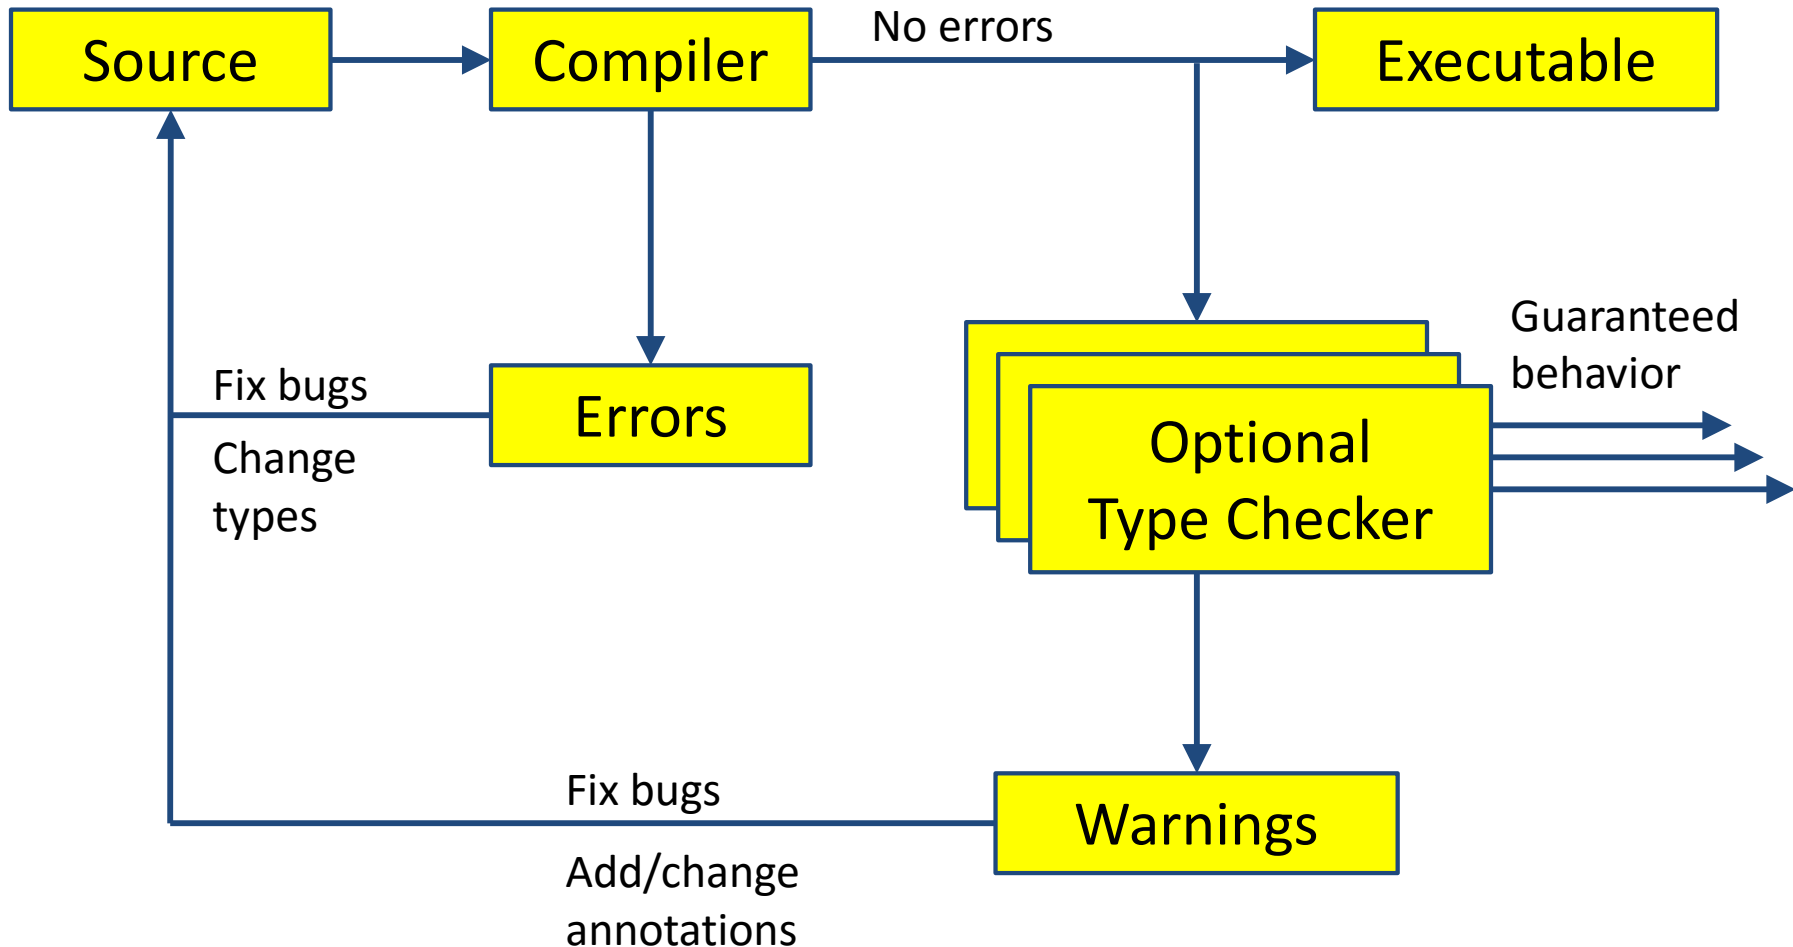 Source
Compiler
No errors
Executable
Guaranteed
behavior
Fix bugs
Errors
Change
types
Optional
Type Checker
Fix bugs
Warnings
Add/change
annotations